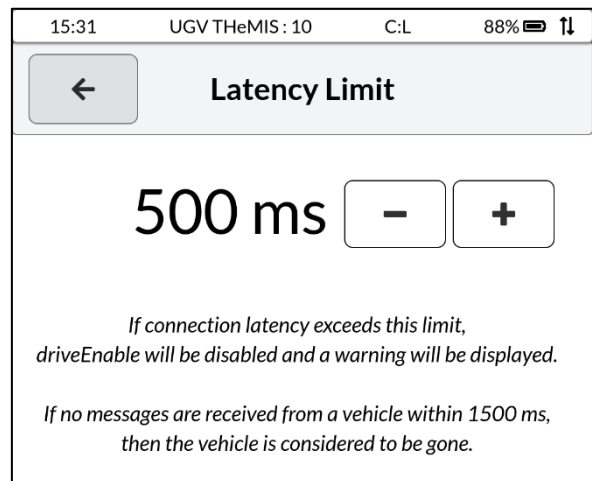 15:31 UGV THeMIS : 10 C:L 88%
Latency Limit
500 ms - +
If connection latency exceeds this limit,
driveEnable will be disabled and a warning will be displayed.
If no messages are received from a vehicle within 1500 ms,
then the vehicle is considered to be gone.